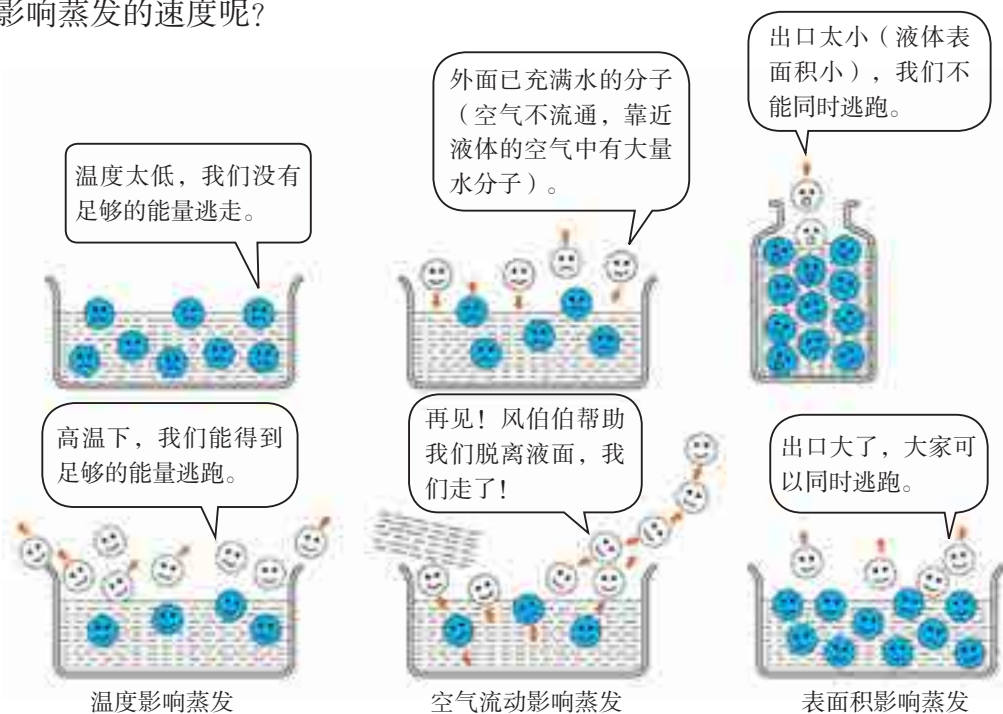 影响蒸发的速度呢?
温度太低，我们没有
足够的能量逃走。
外面已充满水的分子
（空气不流通，靠近
液体的空气中有大量
水分子）。
出口太小（液体表
面积小），我们不
能同时逃跑。
高温下，我们能得到
足够的能量逃跑。
再见！风伯伯帮助
我们脱离液面，我
们走了！
出口大了，大家可
以同时逃跑。
温度影响蒸发
空气流动影响蒸发
表面积影响蒸发